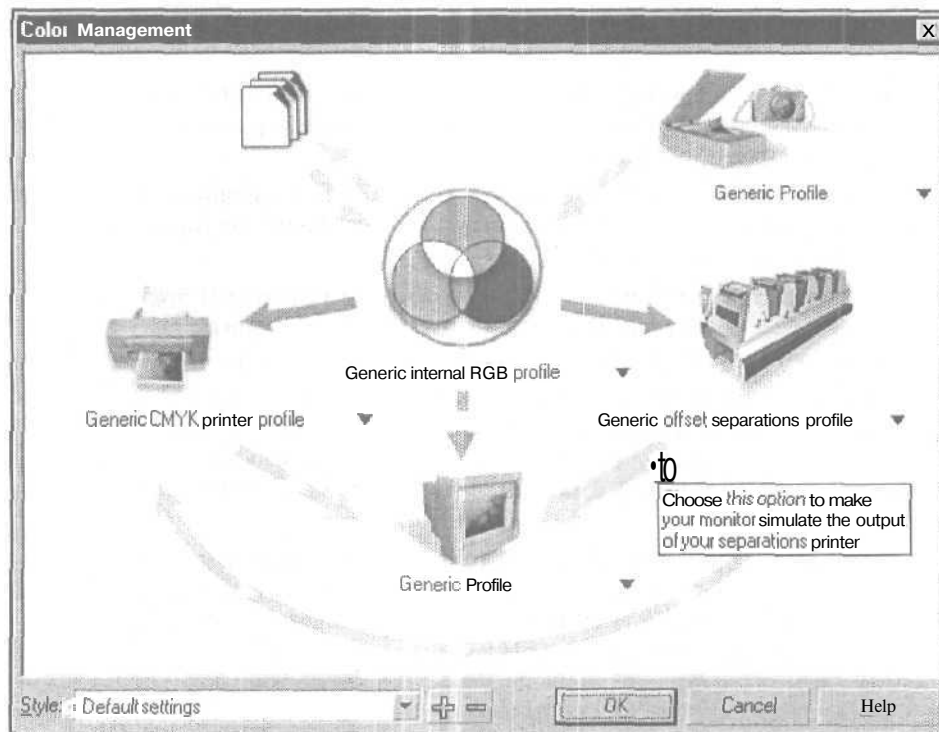 Color Management
X
Generic Profile
Generic internal RGB profile
Generic CMYK printer profile
Generic offset separations profile
•to
Choose this option to make
your monitor simulate the output
of your separations printer
Generic Profile
Style: Default settings
OK
Cancel
Help